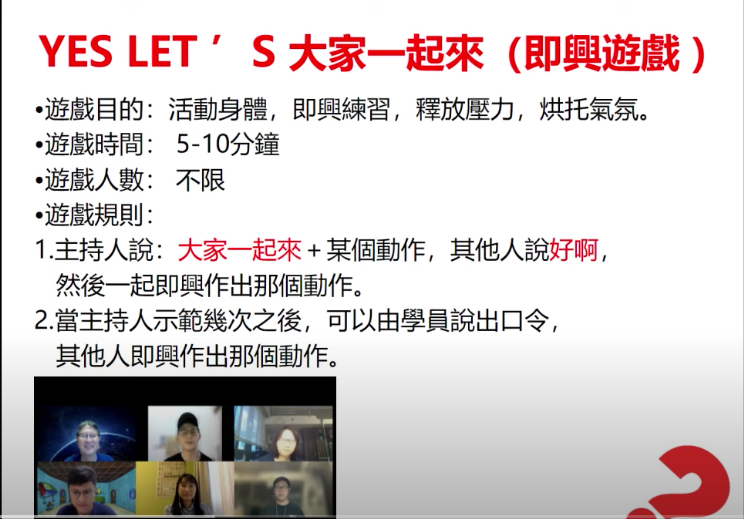 YES LET ’ S 大家一起來（即興遊戲）
•遊戲目的：活動身體，即興練習，釋放壓力，烘托氣氛。
•遊戲時間： 5-10分鐘
•遊戲人數： 不限
•遊戲規則：
1.主持人說：大家一起來＋某個動作，其他人說好啊，
然後一起即興作出那個動作。
2.當主持人示範幾次之後，可以由學員說出口令，
其他人即興作出那個動作。